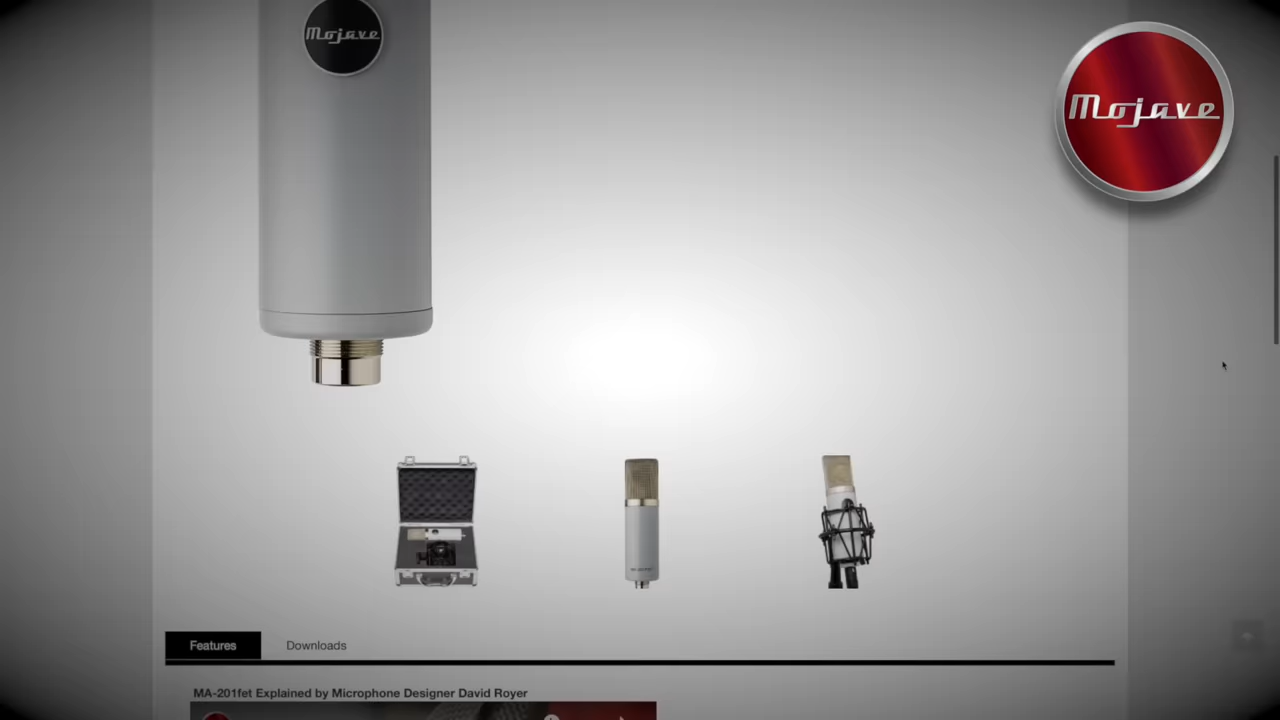 Mojave
Mojave
Features
Downloads
MA-201fet Explained by Microphone Designer David Royer